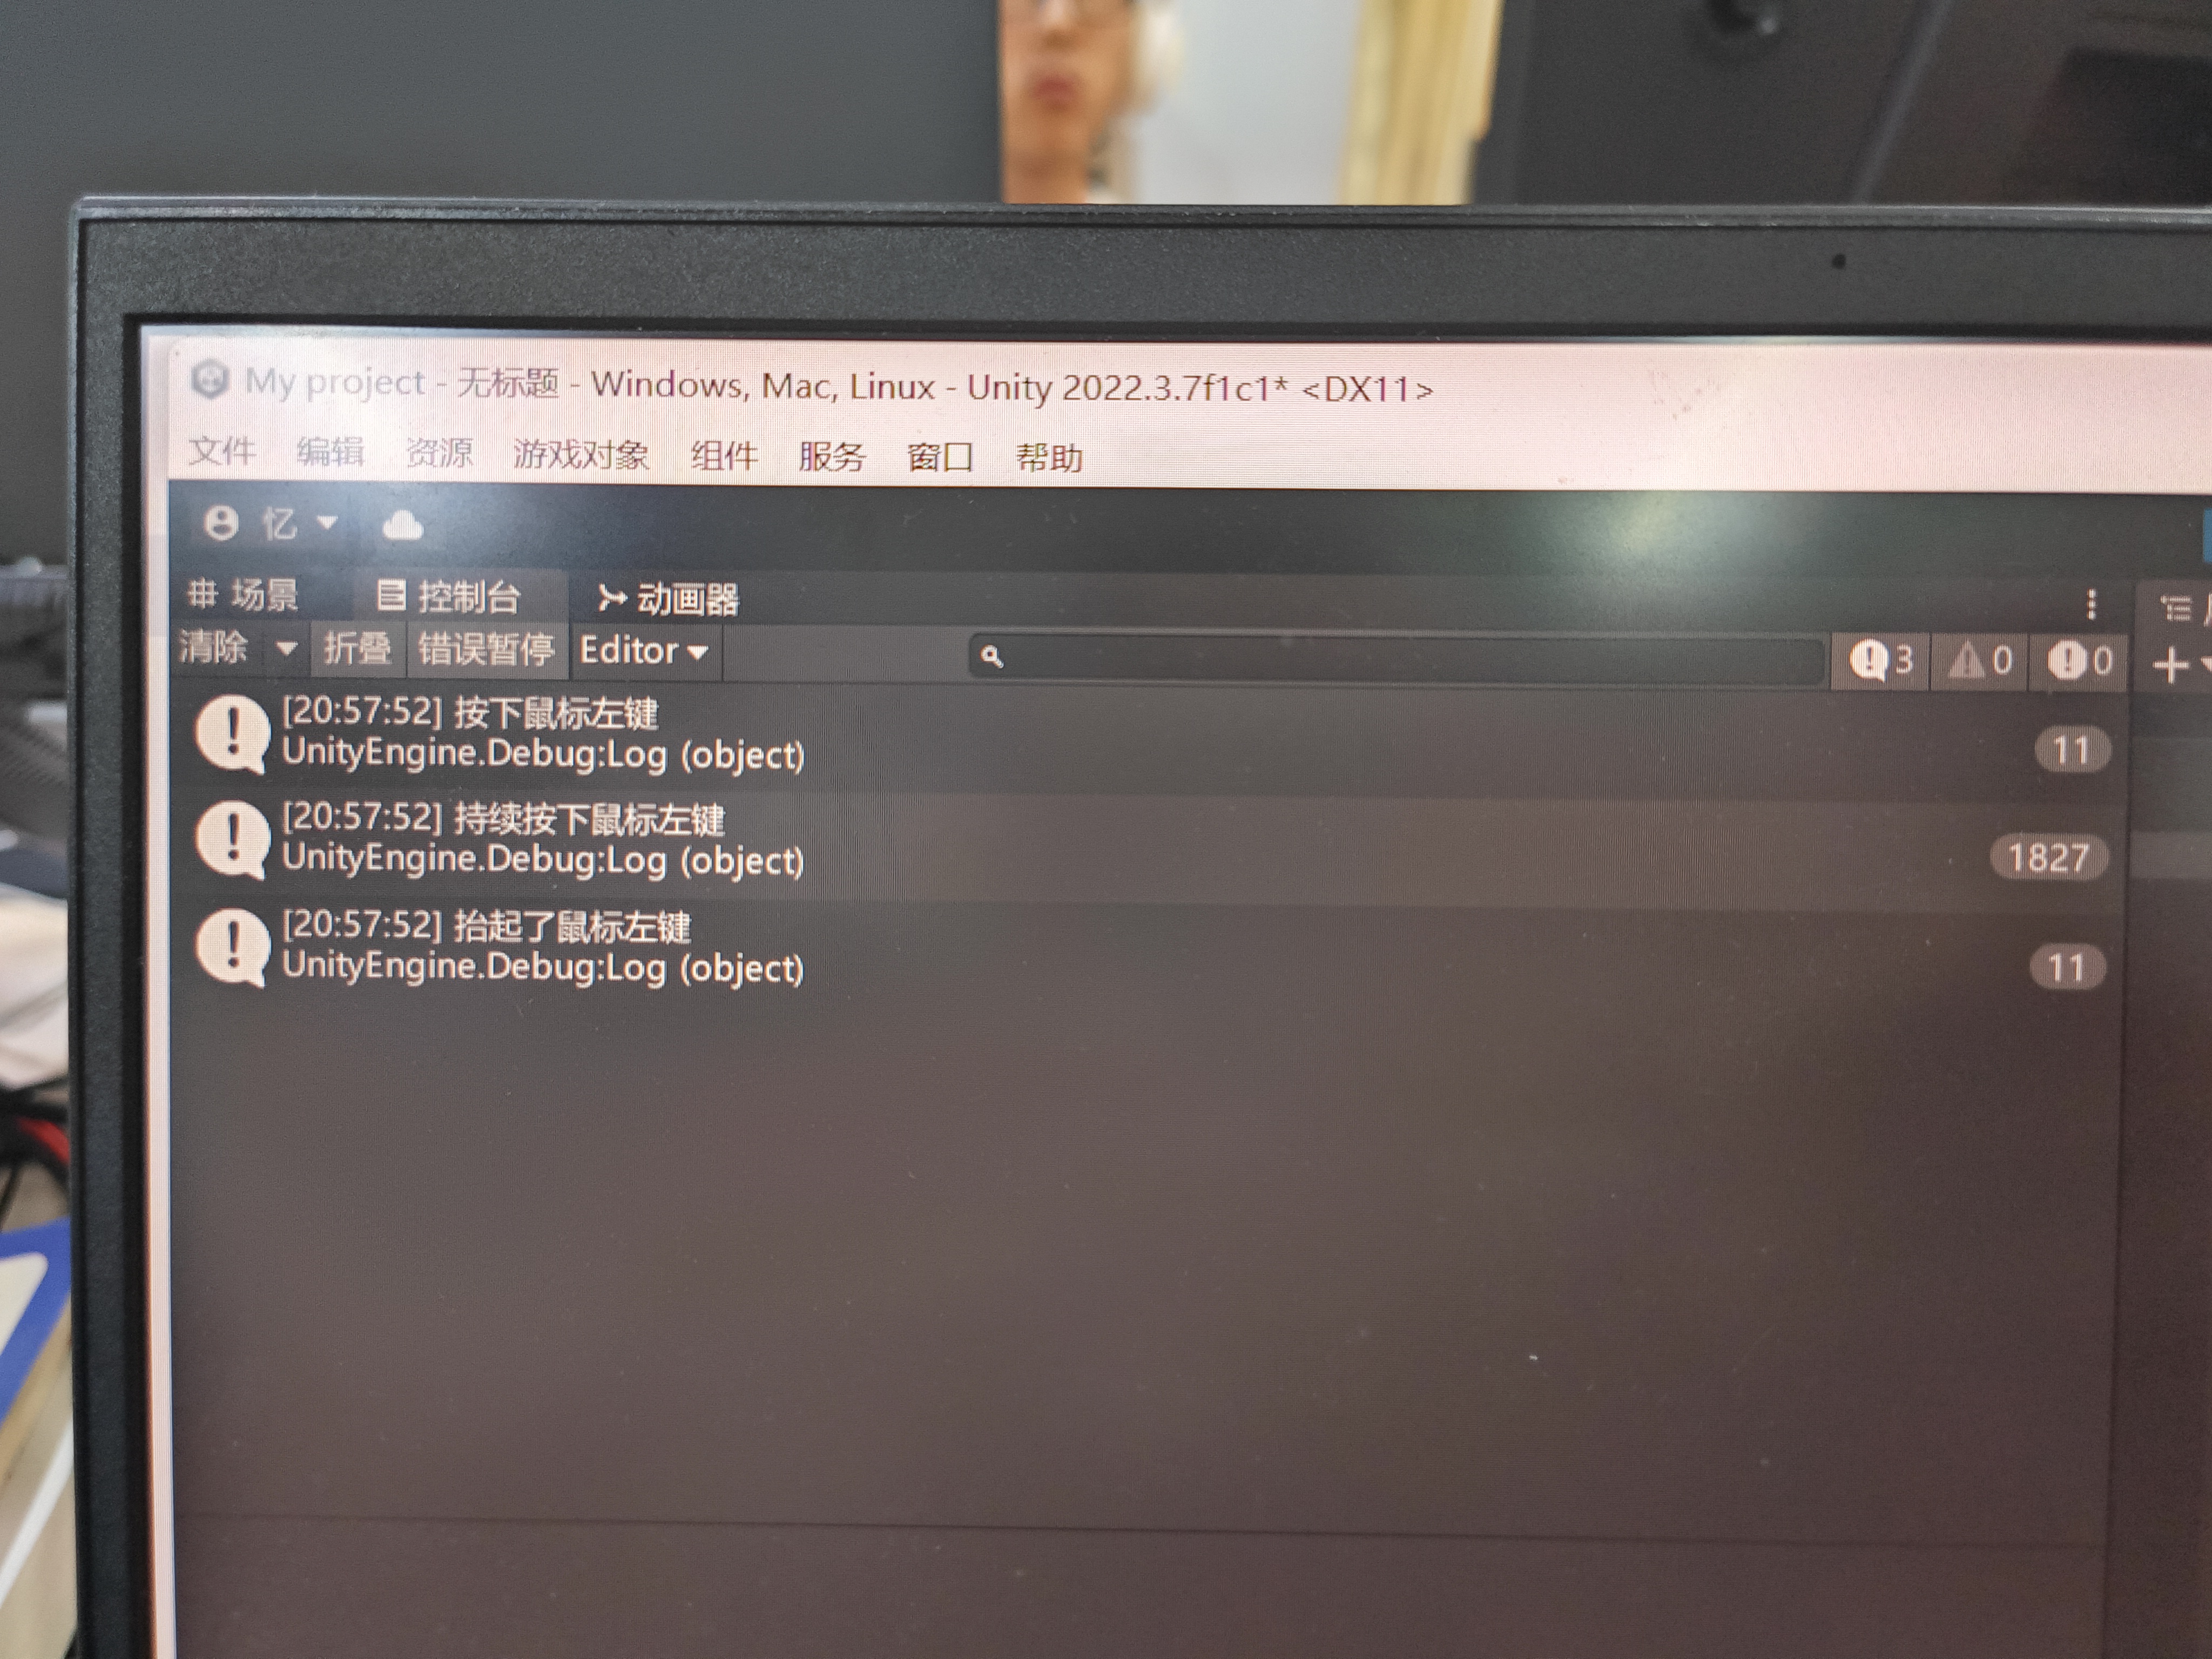 My project - 无标题 - Windows, Mac, Linux - Unity 2022.3.7f1c1* <DX11>
文件 编辑 资源 游戏对象 组件 服务 窗口 帮助
忆
场景 控制台 动画器
清除 折叠 错误暂停 Editor 3 0 0
[20:57:52] 按下鼠标左键
UnityEngine.Debug:Log (object)
11
[20:57:52] 持续按下鼠标左键
UnityEngine.Debug:Log (object)
1827
[20:57:52] 抬起了鼠标左键
UnityEngine.Debug:Log (object)
11